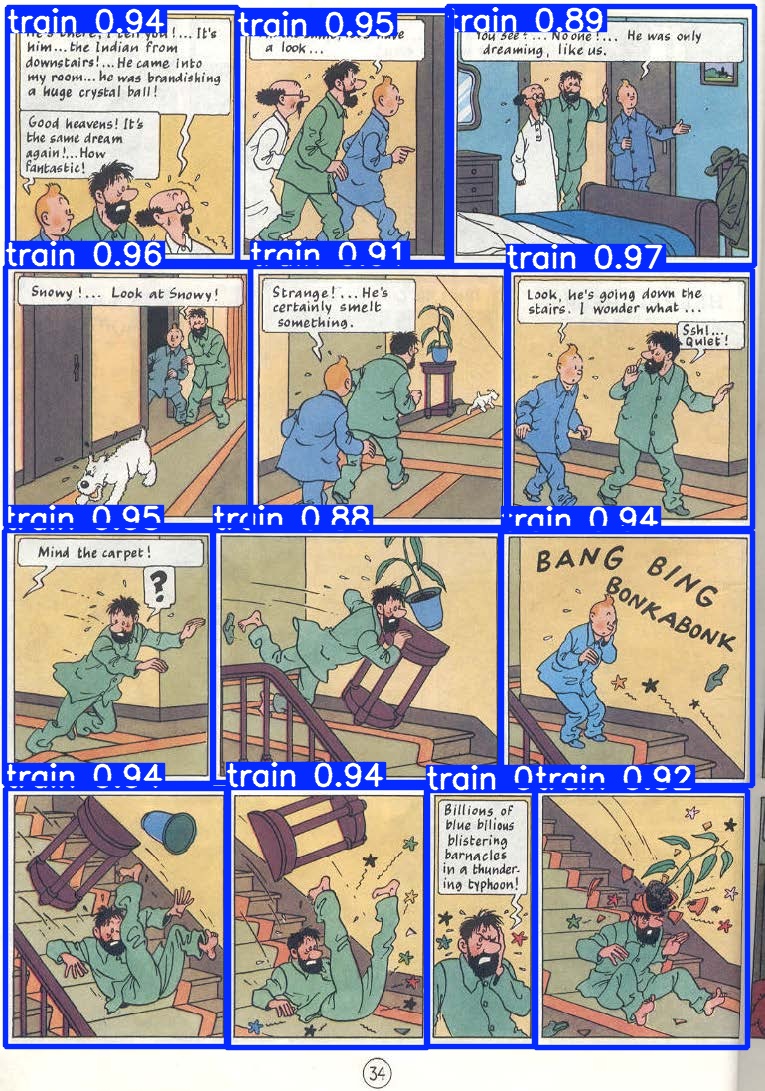 train 0.94
He's there, I tell you!... It's
him...the Indian from
downstairs!...He came into
my room...he was brandishing
a huge crystal ball!
Good heavens! It's
the same dream
again!...How
fantastic!
train 0.95
a look...
train 0.89
You see?... No one!... He was only
dreaming, like us.
train 0.96
Snowy!... Look at Snowy!
train 0.91
Strange!... He's
certainly smelt
something.
train 0.97
Look, he's going down the
stairs. I wonder what ...
Ssh!...
Quiet!
train 0.95
Mind the carpet!
?
train 0.88
train 0.94
BANG BING
BONKABONK
train 0.94
train 0.94
train
Billions of
blue bilious
blistering
barnacles
in a thunder-
ing typhoon!
train 0.92
34